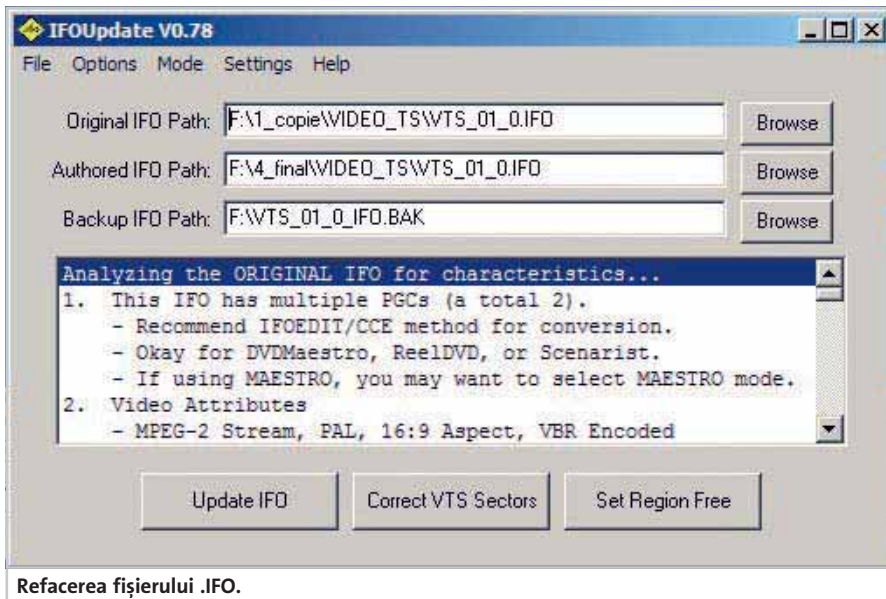 IFOUpdate V0.78
File Options Mode Settings Help
Original IFO Path: F:\1_copie\VIDEO_TS\VTS_01_0.IFO Browse
Authored IFO Path: F:\4_final\VIDEO_TS\VTS_01_0.IFO Browse
Backup IFO Path: F:\VTS_01_0_IFO.BAK Browse
Analyzing the ORIGINAL IFO for characteristics...
1. This IFO has multiple PGCs (a total 2).
- Recommend IFOEDIT/CCE method for conversion.
- Okay for DVDMaestro, ReelDVD, or Scenarist.
- If using MAESTRO, you may want to select MAESTRO mode.
2. Video Attributes
- MPEG-2 Stream, PAL, 16:9 Aspect, VBR Encoded
Update IFO Correct VTS Sectors Set Region Free
Refacerea fișierului .IFO.